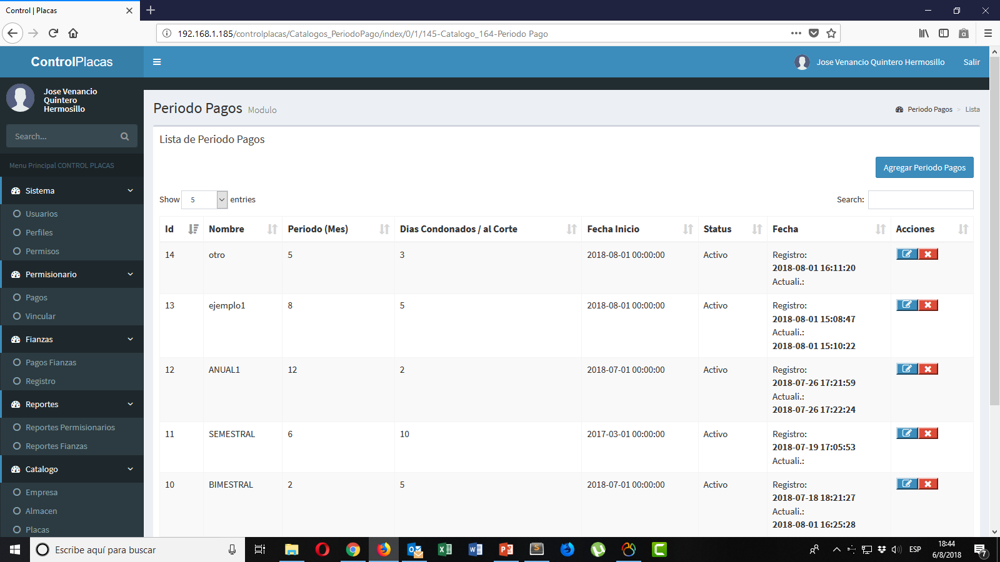 Control | Placas
192.168.1.185/controlplacas/Catalogos_PeriodoPago/index/0/1/145-Catalogo_164-Periodo Pago
ControlPlacas
Jose Venancio Quintero Hermosillo
Salir
Jose Venancio
Quintero
Hermosillo
Search...
Menu Principal CONTROL PLACAS
Sistema
Usuarios
Perfiles
Permisos
Permisionario
Pagos
Vincular
Fianzas
Pagos Fianzas
Registro
Reportes
Reportes Permisionarios
Reportes Fianzas
Catalogo
Empresa
Almacen
Placas
Periodo Pagos Modulo
Periodo Pagos > Lista
Lista de Periodo Pagos
Agregar Periodo Pagos
Show 5 entries
Search:
Id Nombre Periodo (Mes) Dias Condonados / al Corte Fecha Inicio Status Fecha Acciones
14 otro 5 3 2018-08-01 00:00:00 Activo Registro:
2018-08-01 16:11:20
Actuali.:
13 ejemplo1 8 5 2018-08-01 00:00:00 Activo Registro:
2018-08-01 15:08:47
Actuali.:
2018-08-01 15:10:22
12 ANUAL1 12 2 2018-07-01 00:00:00 Activo Registro:
2018-07-26 17:21:59
Actuali.:
2018-07-26 17:22:24
11 SEMESTRAL 6 10 2017-03-01 00:00:00 Activo Registro:
2018-07-19 17:05:53
Actuali.:
10 BIMESTRAL 2 5 2018-07-01 00:00:00 Activo Registro:
2018-07-18 18:21:27
Actuali.:
2018-08-01 16:25:28
Escribe aquí para buscar
ESP
18:44
6/8/2018
7